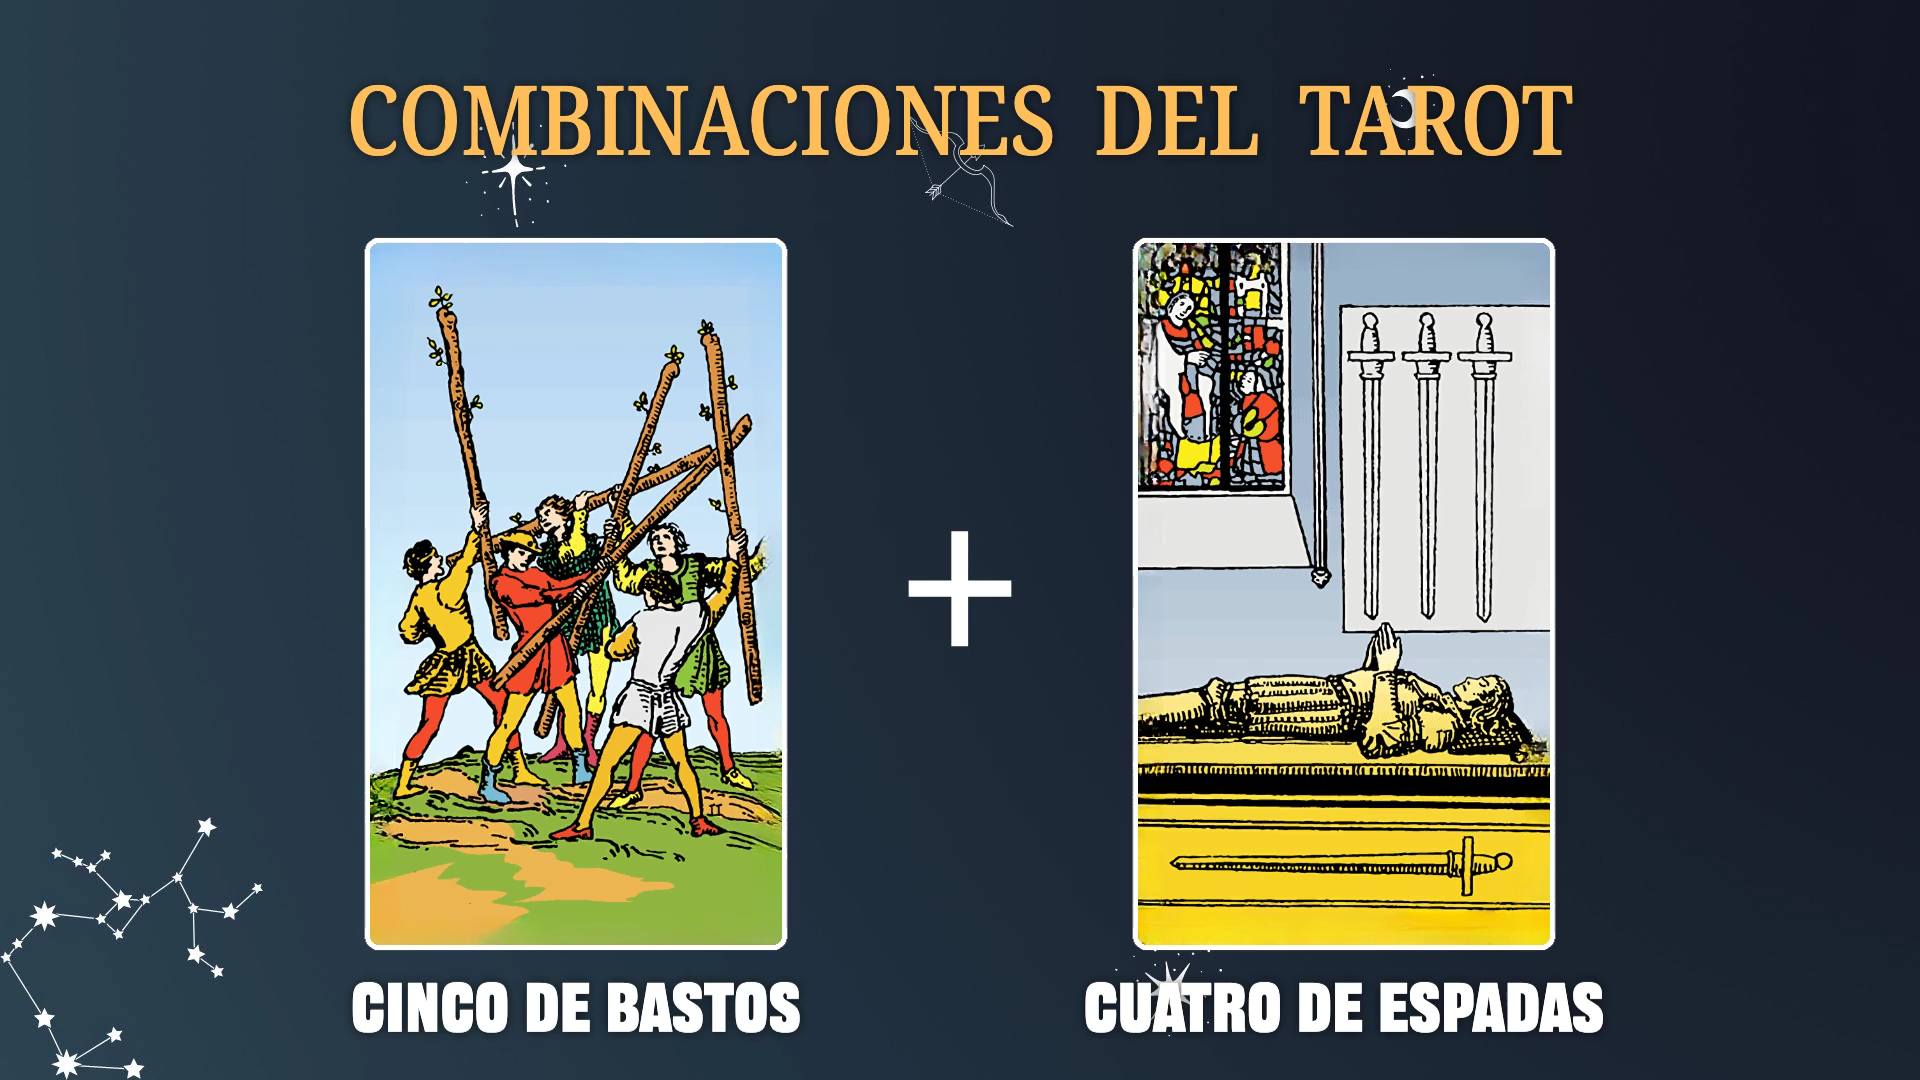 COMBINACIONES DEL TAROT
CINCO DE BASTOS
CUATRO DE ESPADAS